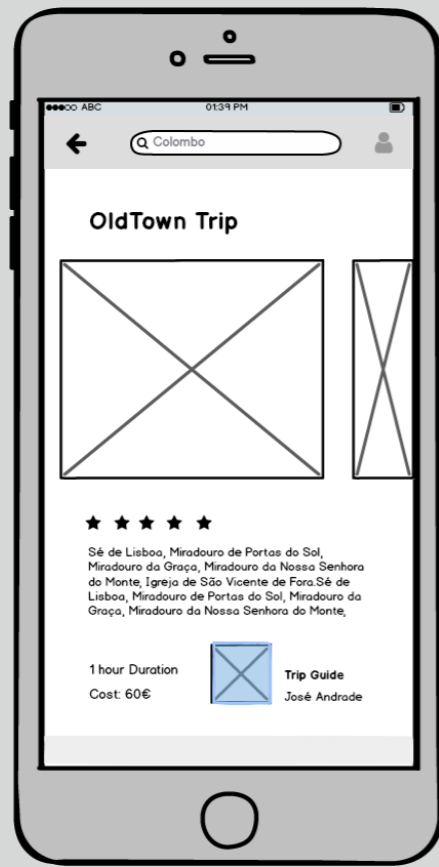 ABC 01:39 PM
Colombo
OldTown Trip
Sé de Lisboa, Miradouro de Portas do Sol,
Miradouro da Graça, Miradouro da Nossa Senhora
do Monte, Igreja de São Vicente de Fora.Sé de
Lisboa, Miradouro de Portas do Sol, Miradouro da
Graça, Miradouro da Nossa Senhora do Monte,
1 hour Duration
Cost: 60€
Trip Guide
José Andrade